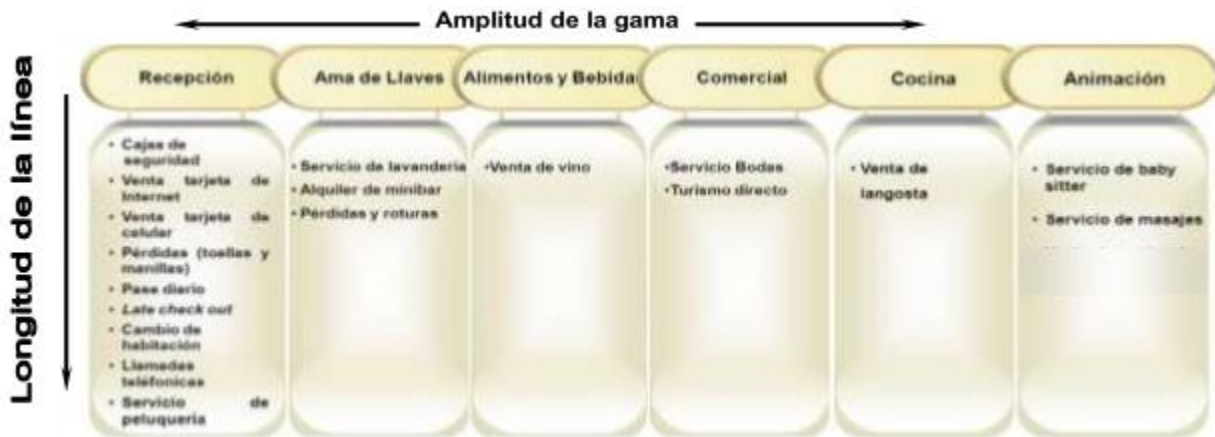 Amplitud de la gama
Longitud de la línea
Recepción
Ama de Llaves
Alimentos y Bebida
Comercial
Cocina
Animación
• Cajas de
seguridad
• Venta tarjeta de
Internet
• Venta tarjeta de
celular
• Pérdidas (toallas y
manillas)
• Pase diario
• Late check out
• Cambio de
habitación
• Llamadas
teléfonicas
• Servicio de
peluquería
• Servicio de lavandería
• Alquiler de minibar
• Pérdidas y roturas
• Venta de vino
• Servicio Bodas
• Turismo directo
• Venta de
langosta
• Servicio de baby
sitter
• Servicio de masajes